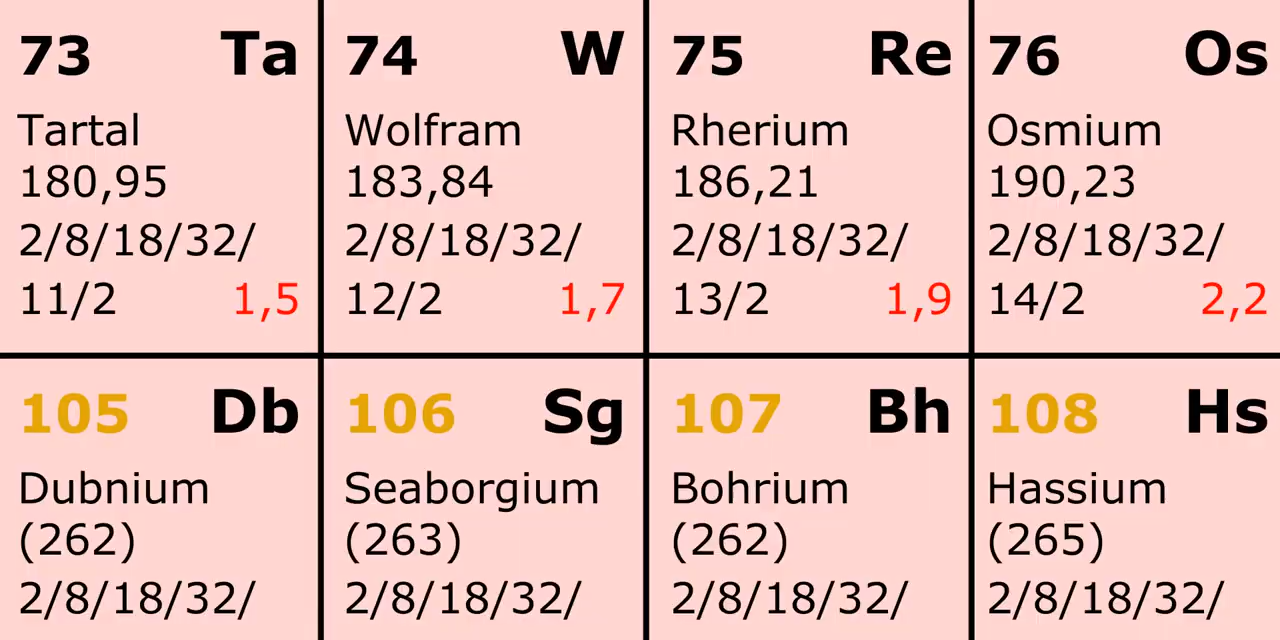 73 Ta
Tartal
180,95
2/8/18/32/
11/2 1,5
74 W
Wolfram
183,84
2/8/18/32/
12/2 1,7
75 Re
Rherium
186,21
2/8/18/32/
13/2 1,9
76 Os
Osmium
190,23
2/8/18/32/
14/2 2,2
105 Db
Dubnium
(262)
2/8/18/32/
106 Sg
Seaborgium
(263)
2/8/18/32/
107 Bh
Bohrium
(262)
2/8/18/32/
108 Hs
Hassium
(265)
2/8/18/32/